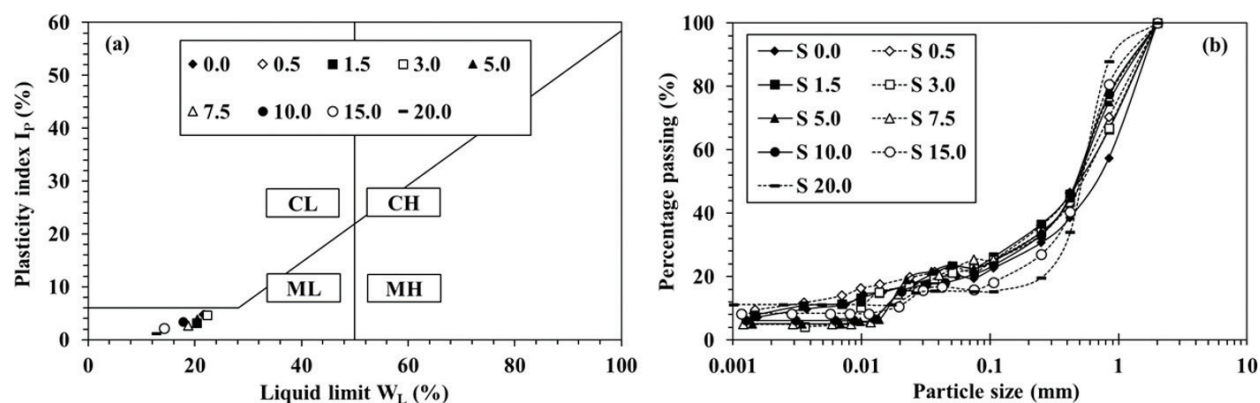 (a)
0.0 0.5 1.5 3.0 5.0
7.5 10.0 15.0 20.0
CL CH
ML MH
Plasticity index Iₚ (%)
60
50
40
30
20
10
0
0 20 40 60 80 100
Liquid limit W_L (%)
(b)
S 0.0 S 0.5
S 1.5 S 3.0
S 5.0 S 7.5
S 10.0 S 15.0
S 20.0
Percentage passing (%)
100
80
60
40
20
0
0.001 0.01 0.1 1 10
Particle size (mm)